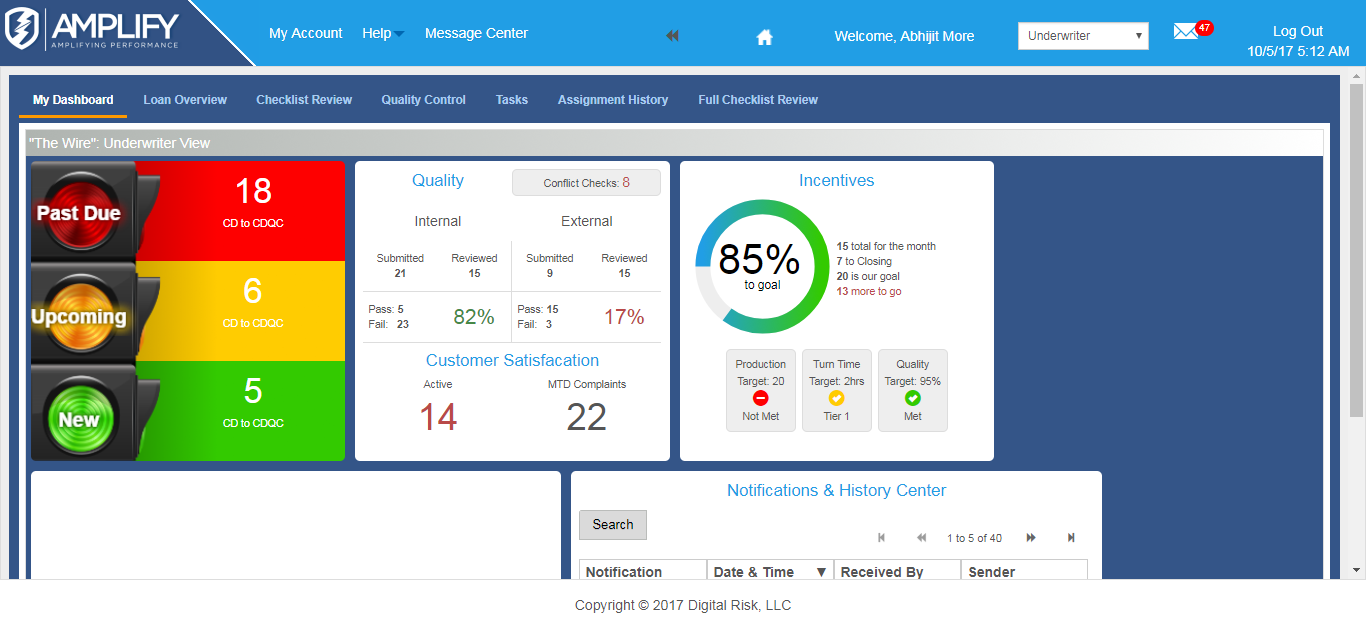 AMPLIFY
AMPLIFYING PERFORMANCE
My Account
Help
Message Center
Welcome, Abhijit More
Underwriter
47
Log Out
10/5/17 5:12 AM
My Dashboard
Loan Overview
Checklist Review
Quality Control
Tasks
Assignment History
Full Checklist Review
"The Wire": Underwriter View
Past Due
18
CD to CDQC
Upcoming
6
CD to CDQC
New
5
CD to CDQC
Quality
Conflict Checks: 8
Internal
External
Submitted
21
Reviewed
15
Submitted
9
Reviewed
15
Pass: 5
Fail: 23
82%
Pass: 15
Fail: 3
17%
Customer Satisfacation
Active
14
MTD Complaints
22
Incentives
85%
to goal
15 total for the month
7 to Closing
20 is our goal
13 more to go
Production
Target: 20
Not Met
Turn Time
Target: 2hrs
Tier 1
Quality
Target: 95%
Met
Notifications & History Center
Search
1 to 5 of 40
Notification
Date & Time
Received By
Sender
Copyright © 2017 Digital Risk, LLC